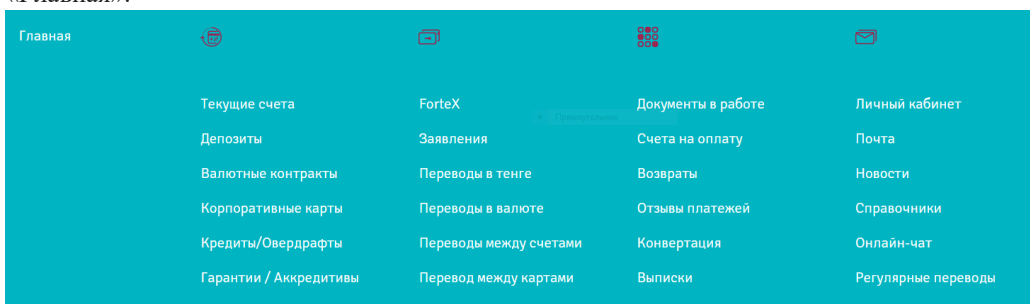 «Главная».
Главная
Текущие счета
Депозиты
Валютные контракты
Корпоративные карты
Кредиты/Овердрафты
Гарантии / Аккредитивы
ForteX
Заявления
Переводы в тенге
Переводы в валюте
Переводы между счетами
Перевод между картами
Прямоугольник
Документы в работе
Счета на оплату
Возвраты
Отзывы платежей
Конвертация
Выписки
Личный кабинет
Почта
Новости
Справочники
Онлайн-чат
Регулярные переводы